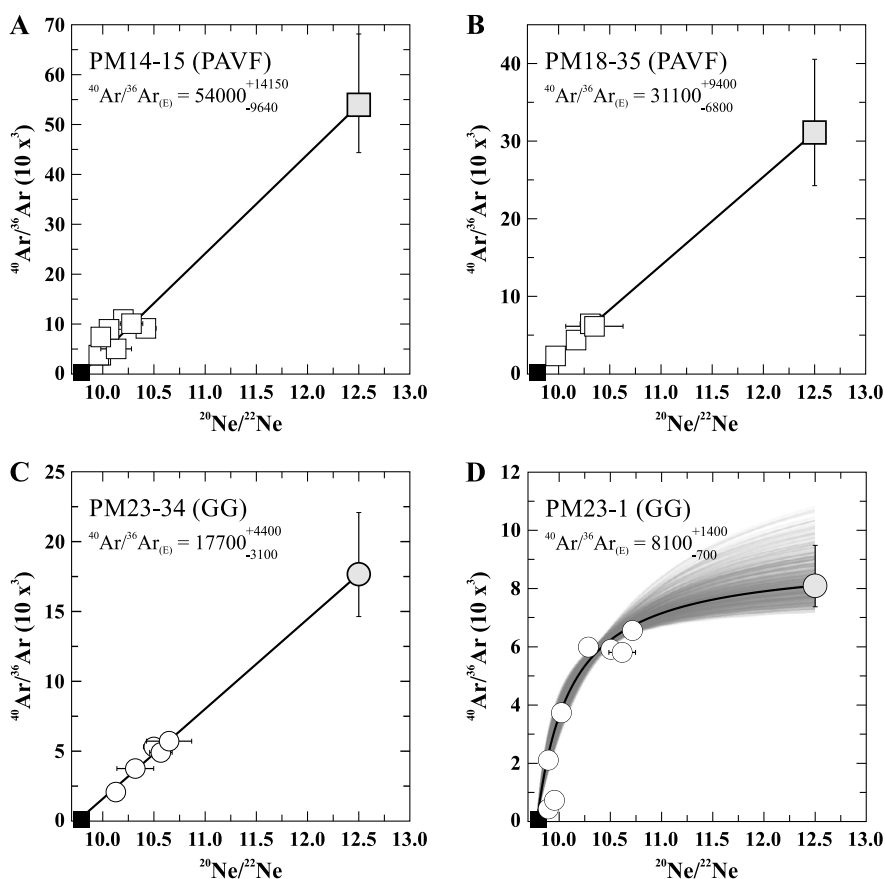 A
PM14-15 (PAVF)
⁴⁰Ar/³⁶Ar(E) = 54000 +14150 -9640
70
60
50
40
30
20
10
0
⁴⁰Ar/³⁶Ar (10 x³)
10.0 10.5 11.0 11.5 12.0 12.5 13.0
²⁰Ne/²²Ne
B
PM18-35 (PAVF)
⁴⁰Ar/³⁶Ar(E) = 31100 +9400 -6800
40
30
20
10
0
⁴⁰Ar/³⁶Ar (10 x³)
10.0 10.5 11.0 11.5 12.0 12.5 13.0
²⁰Ne/²²Ne
C
PM23-34 (GG)
⁴⁰Ar/³⁶Ar(E) = 17700 +4400 -3100
25
20
15
10
5
0
⁴⁰Ar/³⁶Ar (10 x³)
10.0 10.5 11.0 11.5 12.0 12.5 13.0
²⁰Ne/²²Ne
D
PM23-1 (GG)
⁴⁰Ar/³⁶Ar(E) = 8100 +1400 -700
12
10
8
6
4
2
0
⁴⁰Ar/³⁶Ar (10 x³)
10.0 10.5 11.0 11.5 12.0 12.5 13.0
²⁰Ne/²²Ne